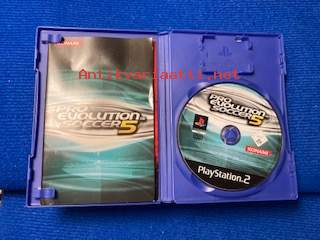 KONAMI
Antikvariaatti.net
PRO
EVOLUTION
SOCCER 5
PRO
EVOLUTION
SOCCER 5
KONAMI
PlayStation.2